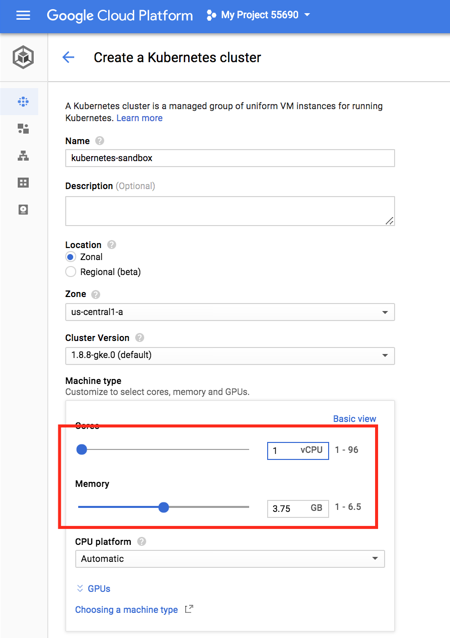 Google Cloud Platform My Project 55690
Create a Kubernetes cluster
A Kubernetes cluster is a managed group of uniform VM instances for running
Kubernetes. Learn more
Name
kubernetes-sandbox
Description (Optional)
Location
Zonal
Regional (beta)
Zone
us-central1-a
Cluster Version
1.8.8-gke.0 (default)
Machine type
Customize to select cores, memory and GPUs.
Basic view
Cores
1 vCPU 1 - 96
Memory
3.75 GB 1 - 6.5
CPU platform
Automatic
GPUs
Choosing a machine type